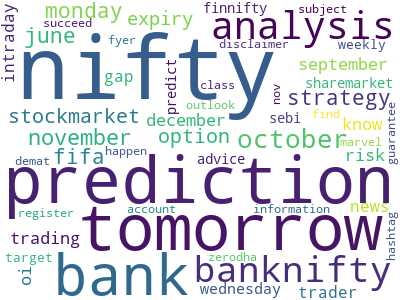 monday expiry finnifty analysis
succeed fyer subject
intraday june nifty disclaimer weekly
gap predict class september
sharemarket
stockmarket december outlook nov strategy
november option october sebi know find marvel guarantee
oi fifa happen advice risk
demat prediction
register account tomorrow information news
trading zerodha hashtag
target bank banknifty
wednesday trader